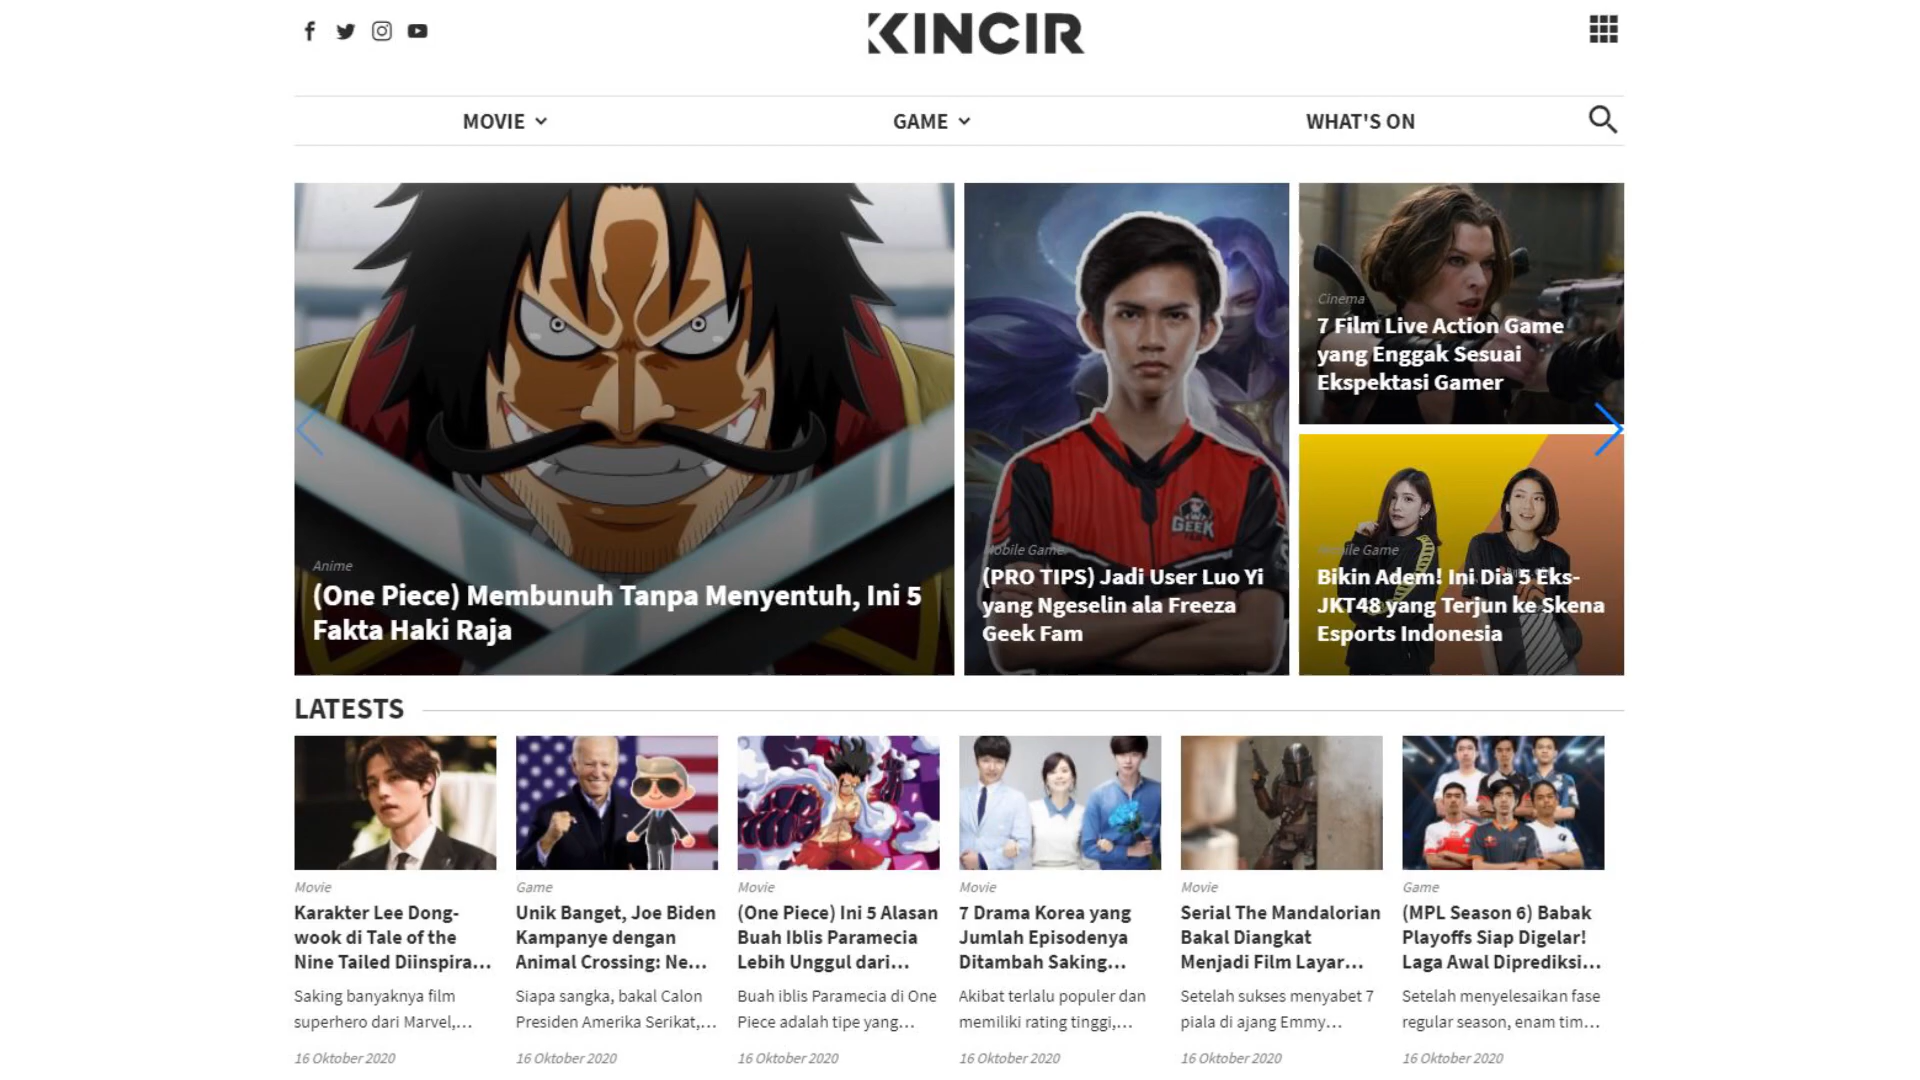 KINCIR
MOVIE
GAME
WHAT'S ON
Anime
(One Piece) Membunuh Tanpa Menyentuh, Ini 5
Fakta Haki Raja
GEEK
FAM
Mobile Game
(PRO TIPS) Jadi User Luo Yi
yang Ngeselin ala Freeza
Geek Fam
Cinema
7 Film Live Action Game
yang Enggak Sesuai
Ekspektasi Gamer
Mobile Game
Bikin Adem! Ini Dia 5 Eks-
JKT48 yang Terjun ke Skena
Esports Indonesia
LATESTS
Movie
Karakter Lee Dong-
wook di Tale of the
Nine Tailed Diinspira...
Saking banyaknya film
superhero dari Marvel,...
16 Oktober 2020
Game
Unik Banget, Joe Biden
Kampanye dengan
Animal Crossing: Ne...
Siapa sangka, bakal Calon
Presiden Amerika Serikat,...
16 Oktober 2020
Movie
(One Piece) Ini 5 Alasan
Buah Iblis Paramecia
Lebih Unggul dari...
Buah iblis Paramecia di One
Piece adalah tipe yang...
16 Oktober 2020
Movie
7 Drama Korea yang
Jumlah Episodenya
Ditambah Saking...
Akibat terlalu populer dan
memiliki rating tinggi,...
16 Oktober 2020
Movie
Serial The Mandalorian
Bakal Diangkat
Menjadi Film Layar...
Setelah sukses menyabet 7
piala di ajang Emmy...
16 Oktober 2020
Game
(MPL Season 6) Babak
Playoffs Siap Digelar!
Laga Awal Diprediksi...
Setelah menyelesaikan fase
regular season, enam tim...
16 Oktober 2020